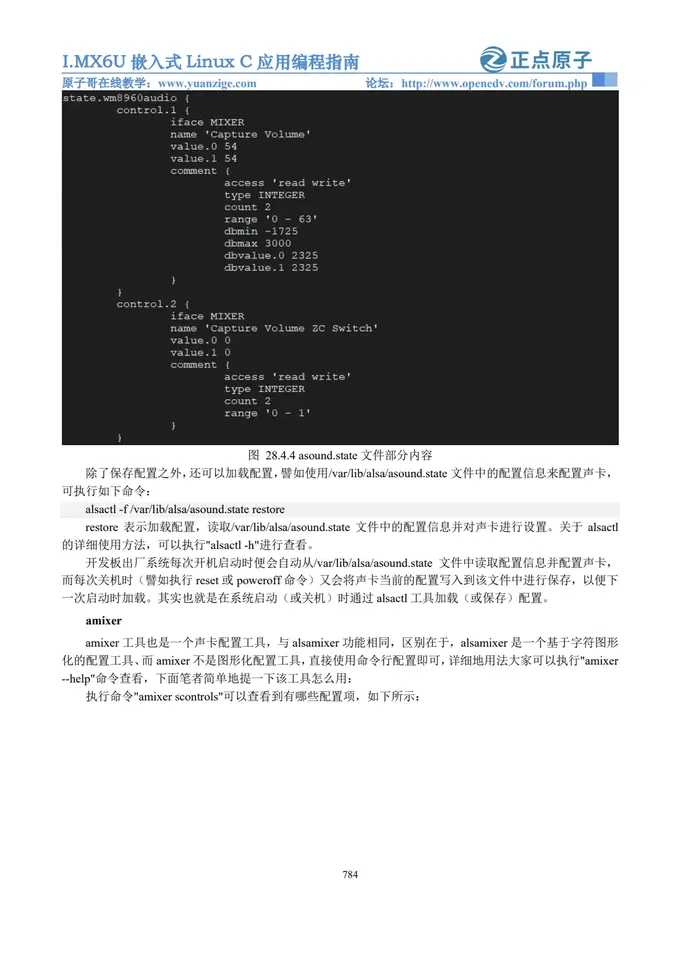 I.MX6U 嵌入式 Linux C 应用编程指南
正点原子
原子哥在线教学：www.yuanzige.com 论坛：http://www.openedv.com/forum.php
state.wm8960audio {
control.1 {
iface MIXER
name 'Capture Volume'
value.0 54
value.1 54
comment {
access 'read write'
type INTEGER
count 2
range '0 - 63'
dbmin -1725
dbmax 3000
dbvalue.0 2325
dbvalue.1 2325
}
}
control.2 {
iface MIXER
name 'Capture Volume ZC Switch'
value.0 0
value.1 0
comment {
access 'read write'
type INTEGER
count 2
range '0 - 1'
}
}
图 28.4.4 asound.state 文件部分内容
除了保存配置之外，还可以加载配置，譬如使用/var/lib/alsa/asound.state 文件中的配置信息来配置声卡，
可执行如下命令：
alsactl -f /var/lib/alsa/asound.state restore
restore 表示加载配置，读取/var/lib/alsa/asound.state 文件中的配置信息并对声卡进行设置。关于 alsactl
的详细使用方法，可以执行"alsactl -h"进行查看。
开发板出厂系统每次开机启动时便会自动从/var/lib/alsa/asound.state 文件中读取配置信息并配置声卡，
而每次关机时（譬如执行 reset 或 poweroff 命令）又会将声卡当前的配置写入到该文件中进行保存，以便下
一次启动时加载。其实也就是在系统启动（或关机）时通过 alsactl 工具加载（或保存）配置。
amixer
amixer 工具也是一个声卡配置工具，与 alsamixer 功能相同，区别在于，alsamixer 是一个基于字符图形
化的配置工具、而 amixer 不是图形化配置工具，直接使用命令行配置即可，详细地用法大家可以执行"amixer
--help"命令查看，下面笔者简单地提一下该工具怎么用：
执行命令"amixer scontrols"可以查看到有哪些配置项，如下所示：
784